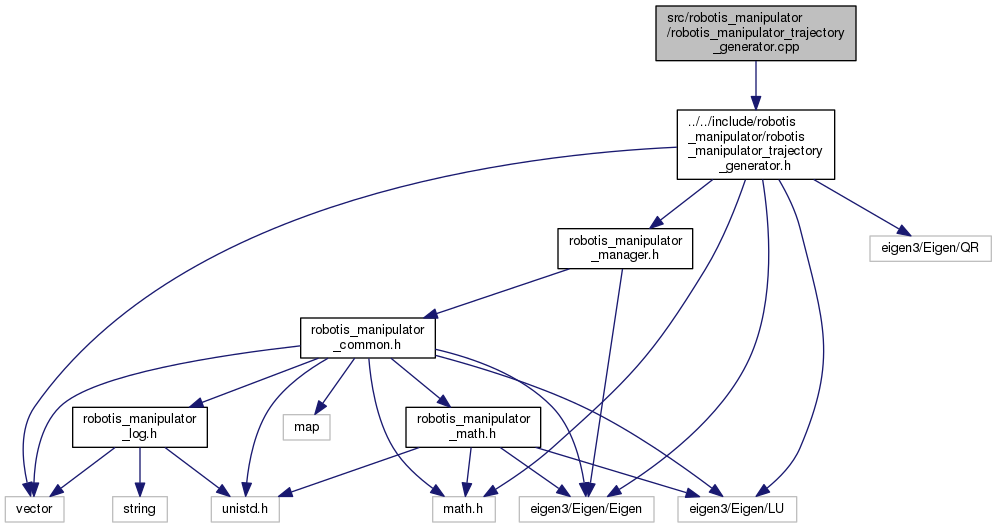 src/robotis_manipulator
/robotis_manipulator_trajectory
_generator.cpp
../../include/robotis
_manipulator/robotis
_manipulator_trajectory
_generator.h
robotis_manipulator
_manager.h
eigen3/Eigen/QR
robotis_manipulator
_common.h
robotis_manipulator
_log.h
map
robotis_manipulator
_math.h
vector
string
unistd.h
math.h
eigen3/Eigen/Eigen
eigen3/Eigen/LU